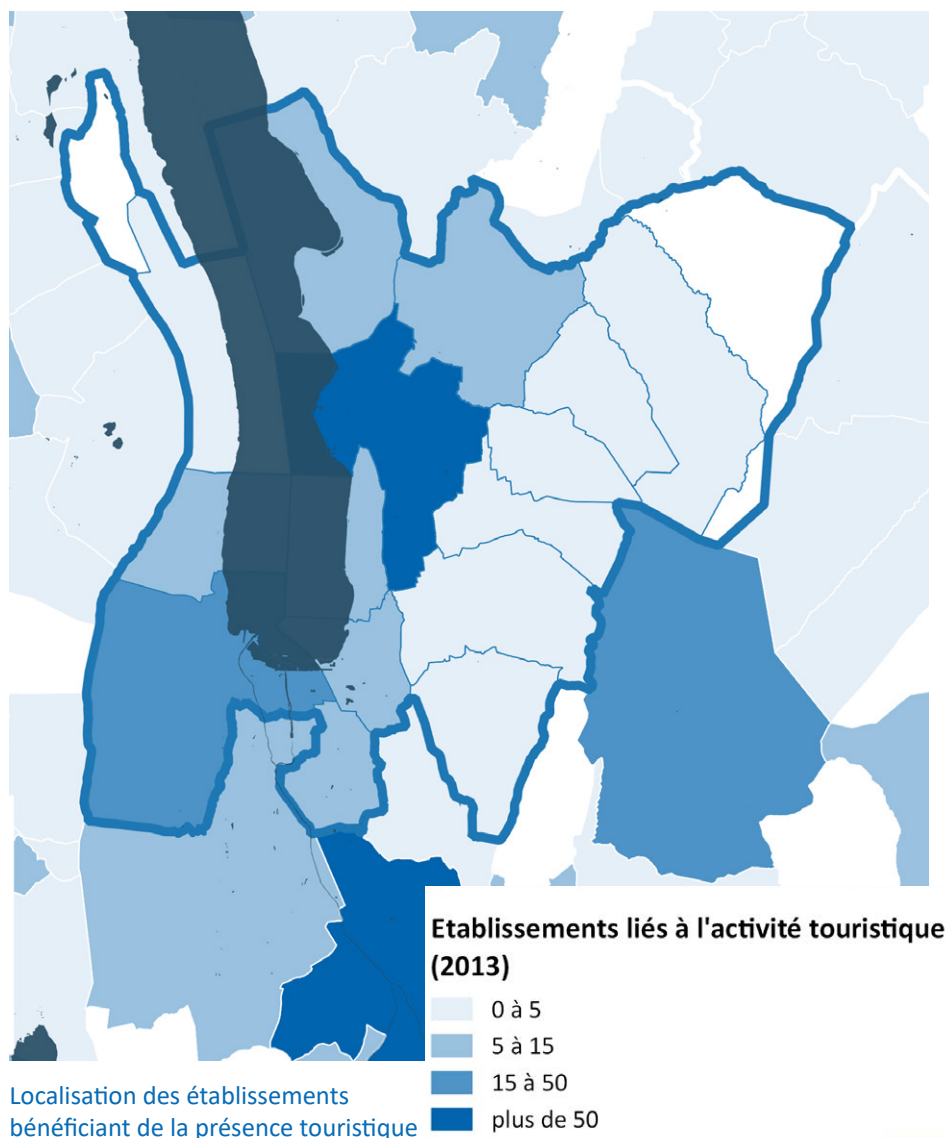 Etablissements liés à l'activité touristique
(2013)
0 à 5
5 à 15
15 à 50
plus de 50
Localisation des établissements
bénéficiant de la présence touristique